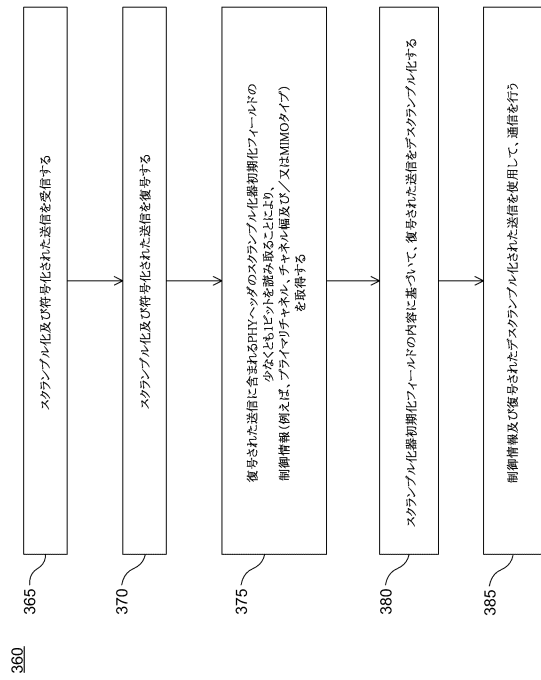 360
365
スクランブル化及び符号化された送信を受信する
370
スクランブル化及び符号化された送信を復号する
375
復号された送信に含まれるPHYヘッダのスクランブル化器初期化フィールドの
少なくとも1ビットを読み取ることにより、
制御情報(例えば、プライマリチャネル、チャネル幅及び／又はMIMOタイプ)
を取得する
380
スクランブル化器初期化フィールドの内容に基づいて、復号された送信をデスクランブル化する
385
制御情報及び復号されたデスクランブル化された送信を使用して、通信を行う